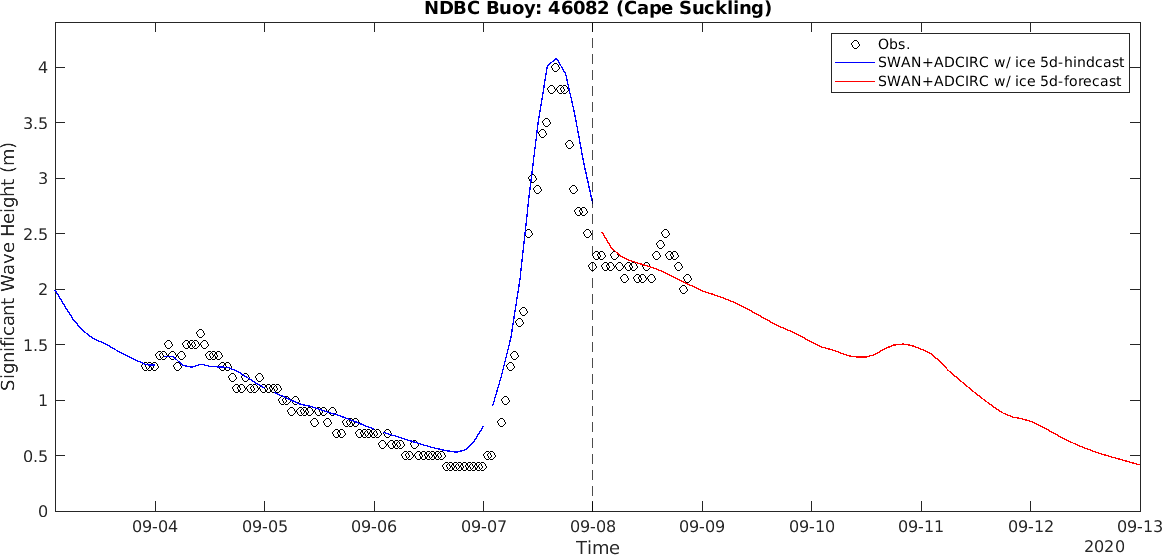 NDBC Buoy: 46082 (Cape Suckling)
Obs.
SWAN+ADCIRC w/ ice 5d-hindcast
SWAN+ADCIRC w/ ice 5d-forecast
Significant Wave Height (m)
4
3.5
3
2.5
2
1.5
1
0.5
0
09-04 09-05 09-06 09-07 09-08 09-09 09-10 09-11 09-12 09-13
Time
2020